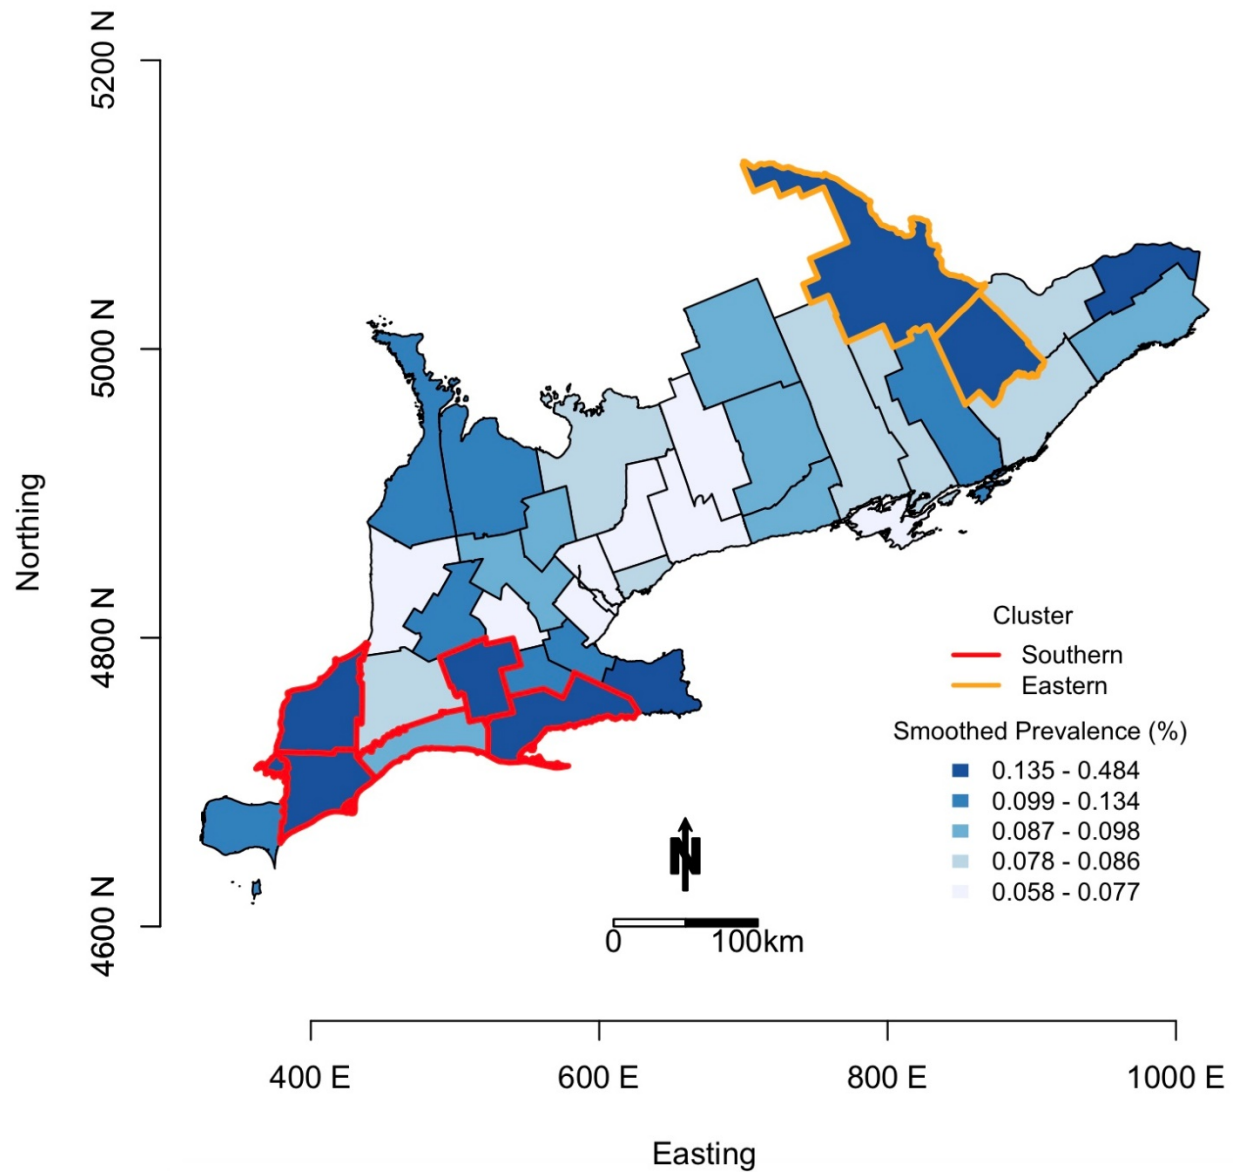 5200 N
5000 N
4800 N
4600 N
Northing
Cluster
Southern
Eastern
Smoothed Prevalence (%)
0.135 - 0.484
0.099 - 0.134
0.087 - 0.098
0.078 - 0.086
0.058 - 0.077
N
0 100km
400 E 600 E 800 E 1000 E
Easting